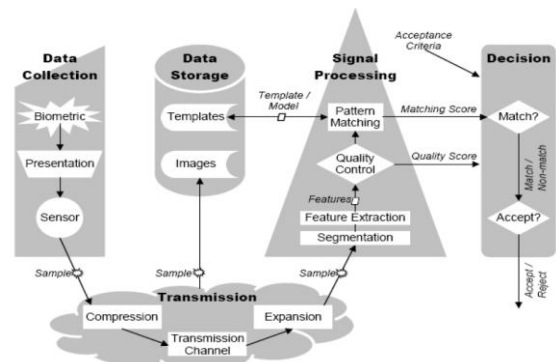 Data
Collection
Biometric
Presentation
Sensor
Sample
Data
Storage
Templates
Images
Sample
Template /
Model
Signal
Processing
Pattern
Matching
Quality
Control
Features
Feature Extraction
Segmentation
Sample
Matching Score
Quality Score
Acceptance
Criteria
Decision
Match?
Match /
Non-match
Accept?
Accept /
Reject
Transmission
Compression
Expansion
Transmission
Channel